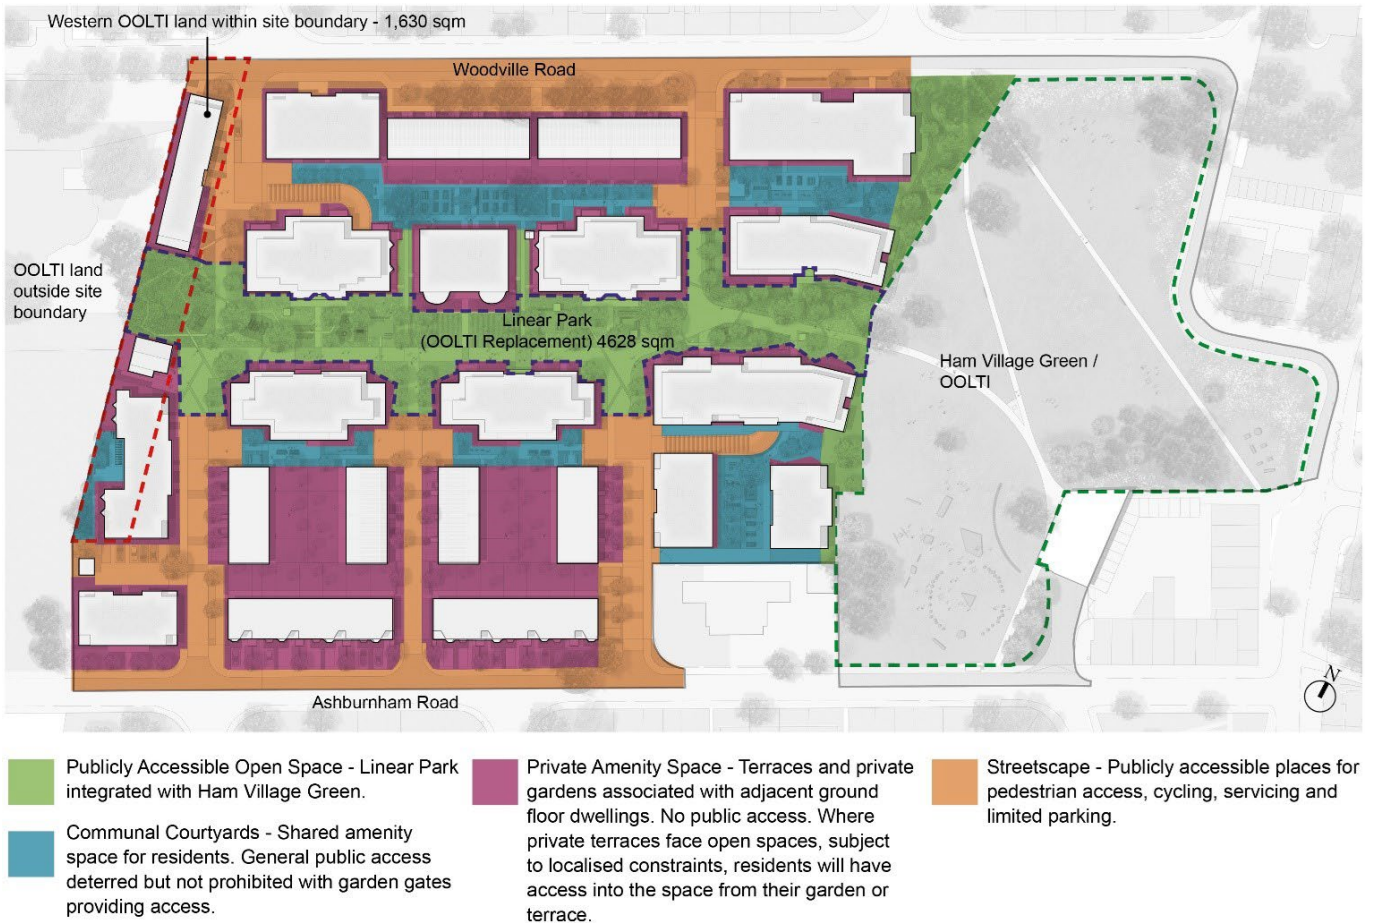 Western OOLTI land within site boundary - 1,630 sqm
Woodville Road
OOLTI land
outside site
boundary
Linear Park
(OOLTI Replacement) 4628 sqm
Ham Village Green /
OOLTI
Ashburnham Road
N
Publicly Accessible Open Space - Linear Park
integrated with Ham Village Green.
Communal Courtyards - Shared amenity
space for residents. General public access
deterred but not prohibited with garden gates
providing access.
Private Amenity Space - Terraces and private
gardens associated with adjacent ground
floor dwellings. No public access. Where
private terraces face open spaces, subject
to localised constraints, residents will have
access into the space from their garden or
terrace.
Streetscape - Publicly accessible places for
pedestrian access, cycling, servicing and
limited parking.